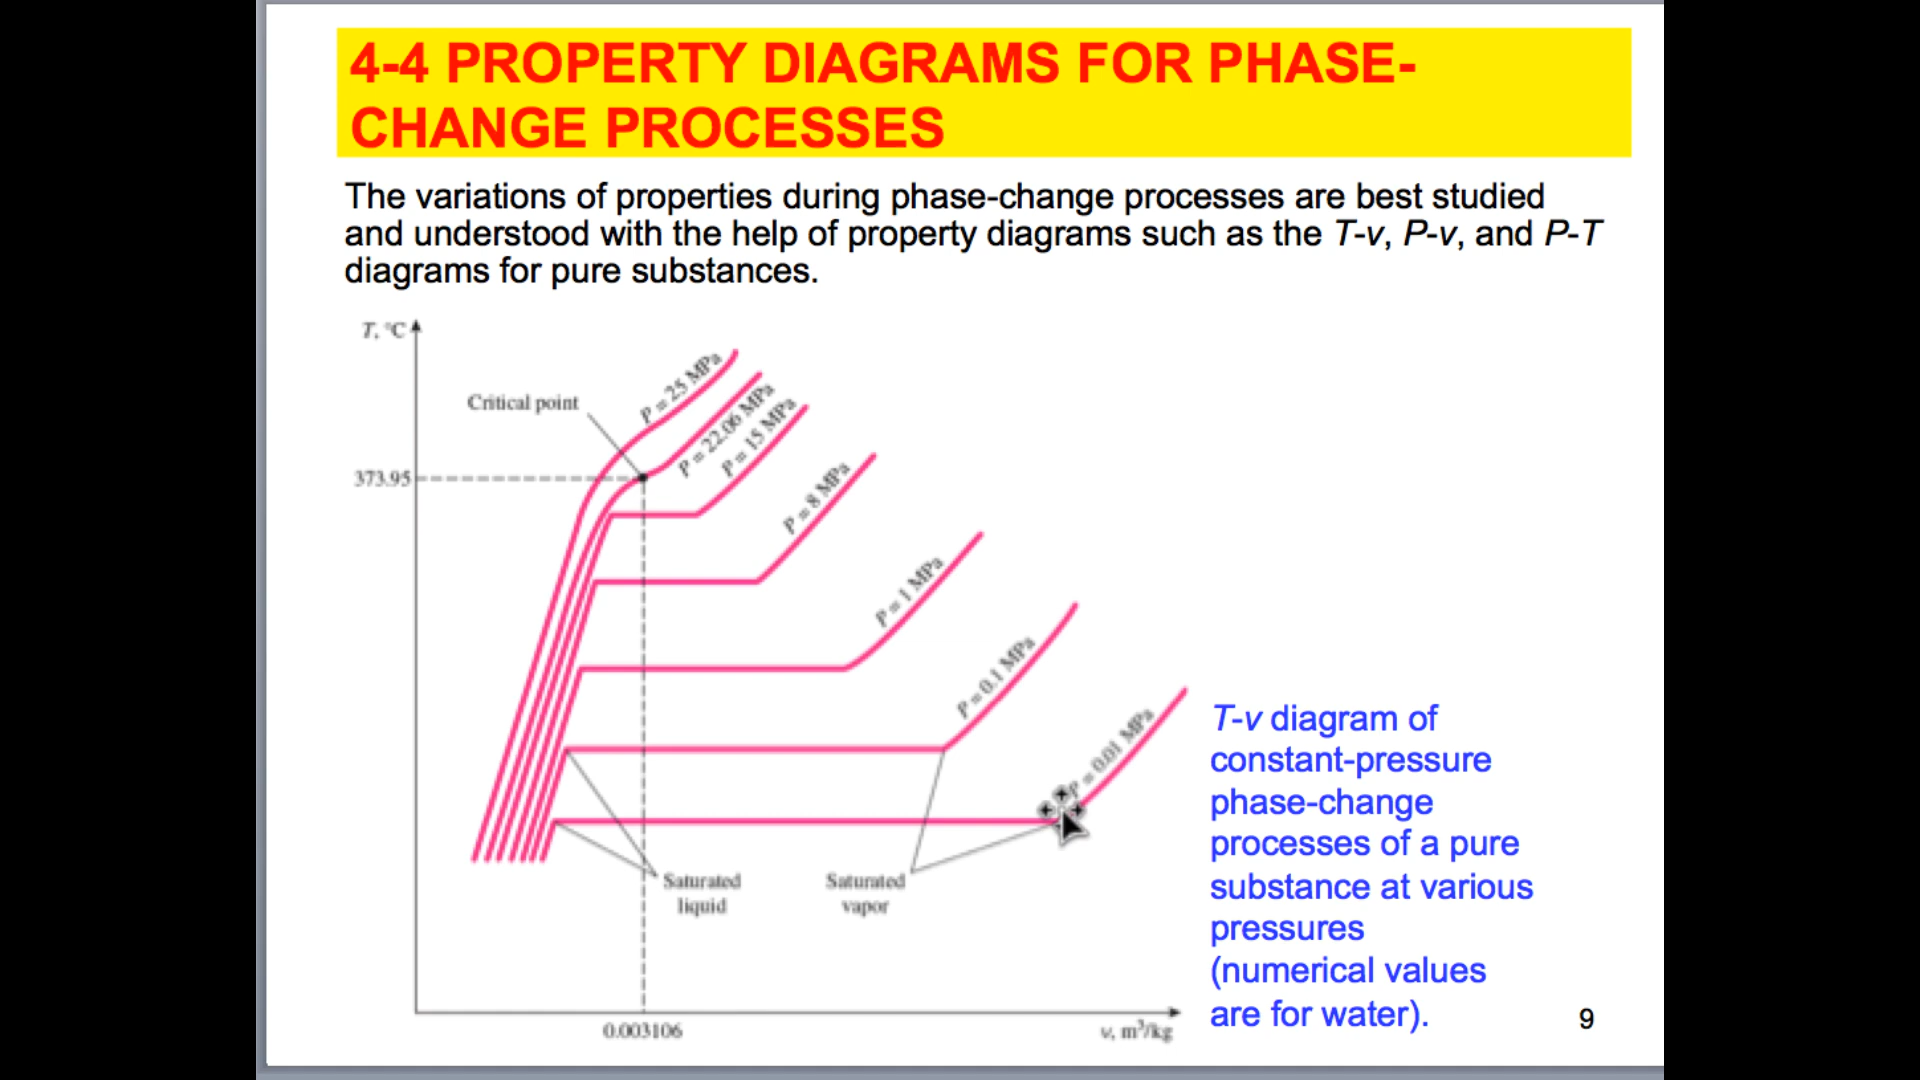 4-4 PROPERTY DIAGRAMS FOR PHASE-
CHANGE PROCESSES
The variations of properties during phase-change processes are best studied
and understood with the help of property diagrams such as the T-v, P-v, and P-T
diagrams for pure substances.
T, °C
Critical point
P = 25 MPa
P = 22.06 MPa
P = 15 MPa
373.95
P = 8 MPa
P = 1 MPa
P = 0.1 MPa
P = 0.01 MPa
Saturated
liquid
Saturated
vapor
0.003106
v, m³/kg
T-v diagram of
constant-pressure
phase-change
processes of a pure
substance at various
pressures
(numerical values
are for water).
9